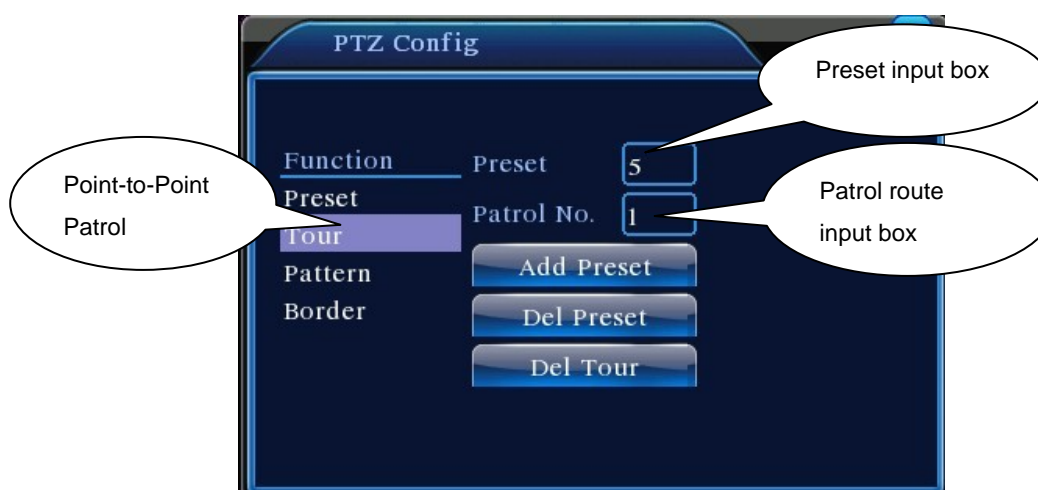 PTZ Config
Preset input box
Function
Preset
5
Point-to-Point
Patrol
Preset
Patrol No.
1
Patrol route
input box
Tour
Add Preset
Pattern
Border
Del Preset
Del Tour